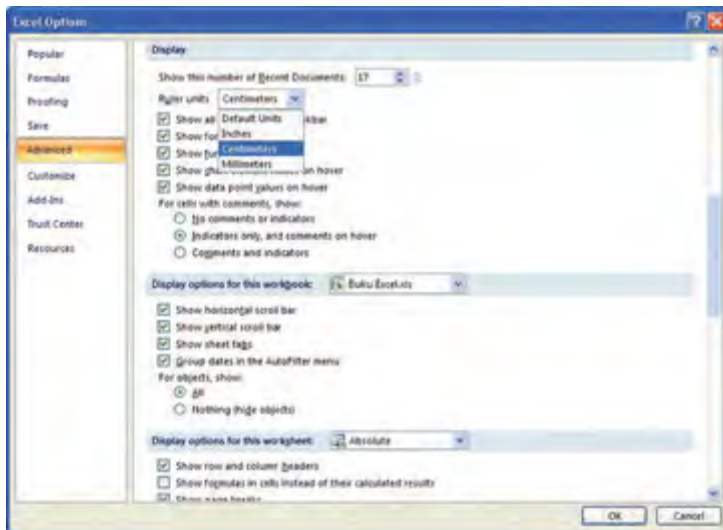 Excel Options
Popular
Formulas
Proofing
Save
Advanced
Customize
Add-Ins
Trust Center
Resources
Display
Show this number of Recent Documents: 17
Ruler units Centimeters
Default Units
Inches
Centimeters
Millimeters
Show al kbar
Show for
Show fu
Show values on hover
Show data point values on hover
For cells with comments, show:
No comments or indicators
Indicators only, and comments on hover
Comments and indicators
Display options for this workbook: Buku Excel.xls
Show horizontal scroll bar
Show vertical scroll bar
Show sheet tabs
Group dates in the AutoFilter menu
For objects, show:
All
Nothing (hide objects)
Display options for this worksheet: Absolute
Show row and column headers
Show formulas in cells instead of their calculated results
Show page breaks
OK Cancel